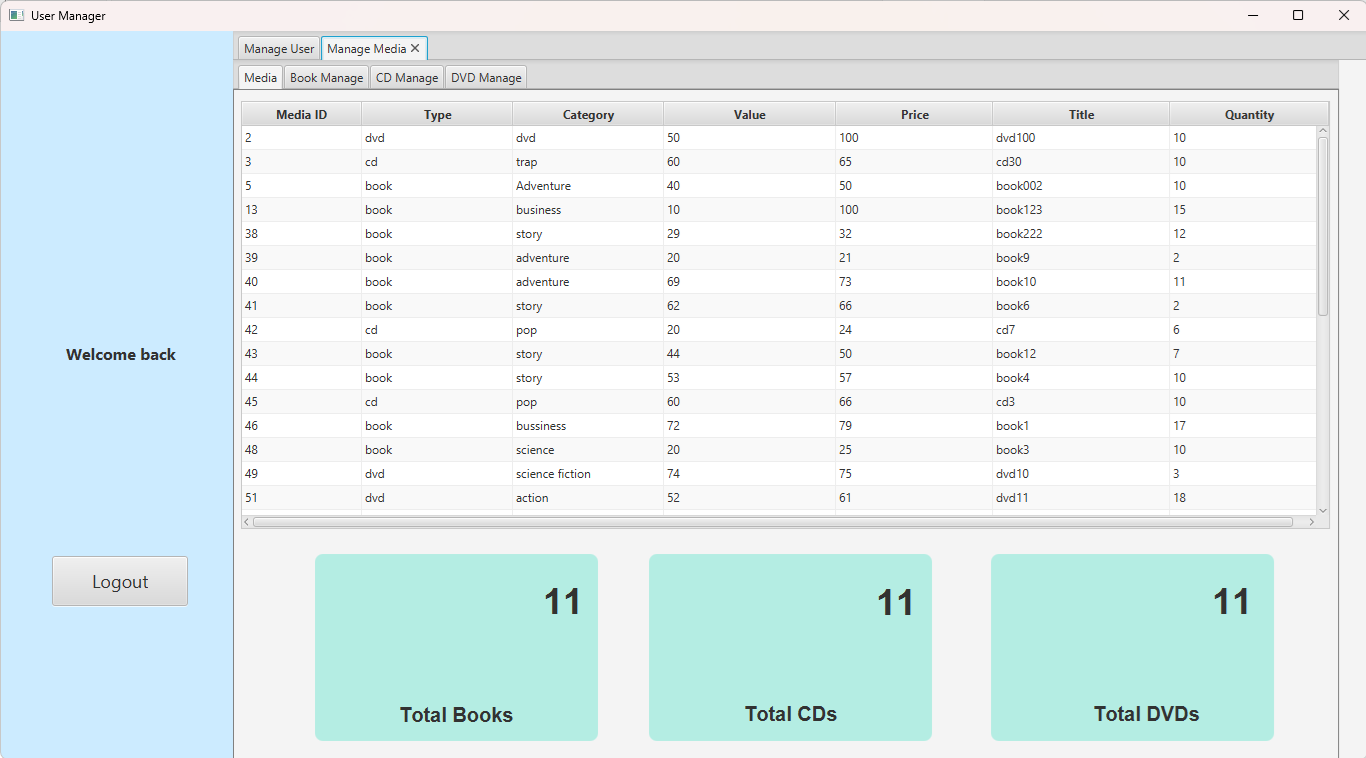 User Manager
Manage User Manage Media
Media Book Manage CD Manage DVD Manage
Media ID Type Category Value Price Title Quantity
2 dvd dvd 50 100 dvd100 10
3 cd trap 60 65 cd30 10
5 book Adventure 40 50 book002 10
13 book business 10 100 book123 15
38 book story 29 32 book222 12
39 book adventure 20 21 book9 2
40 book adventure 69 73 book10 11
41 book story 62 66 book6 2
42 cd pop 20 24 cd7 6
43 book story 44 50 book12 7
44 book story 53 57 book4 10
45 cd pop 60 66 cd3 10
46 book bussiness 72 79 book1 17
48 book science 20 25 book3 10
49 dvd science fiction 74 75 dvd10 3
51 dvd action 52 61 dvd11 18
Welcome back
Logout
11
Total Books
11
Total CDs
11
Total DVDs